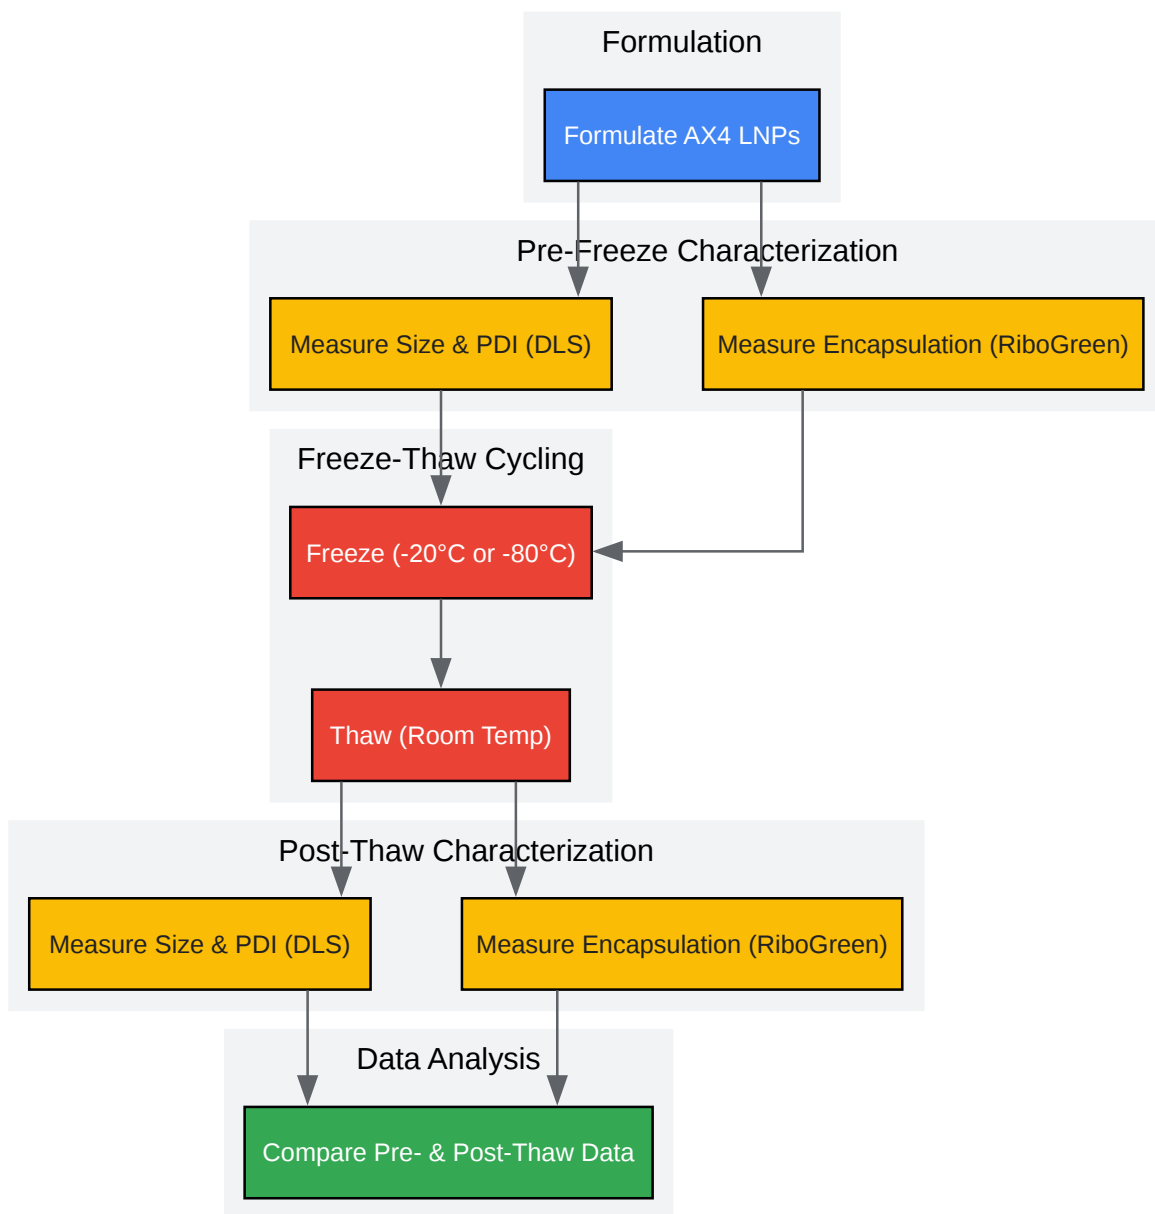 Formulation
Formulate AX4 LNPs
Pre-Freeze Characterization
Measure Size & PDI (DLS)
Measure Encapsulation (RiboGreen)
Freeze-Thaw Cycling
Freeze (-20°C or -80°C)
Thaw (Room Temp)
Post-Thaw Characterization
Measure Size & PDI (DLS)
Measure Encapsulation (RiboGreen)
Data Analysis
Compare Pre- & Post-Thaw Data